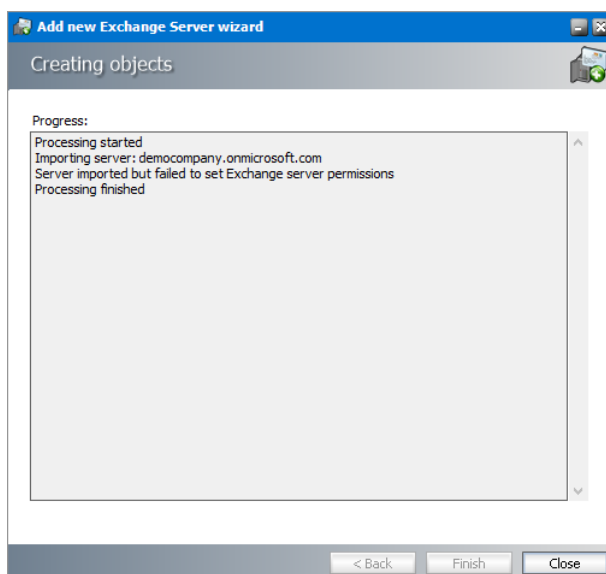 Add new Exchange Server wizard
Creating objects
Progress:
Processing started
Importing server: democompany.onmicrosoft.com
Server imported but failed to set Exchange server permissions
Processing finished
< Back Finish Close